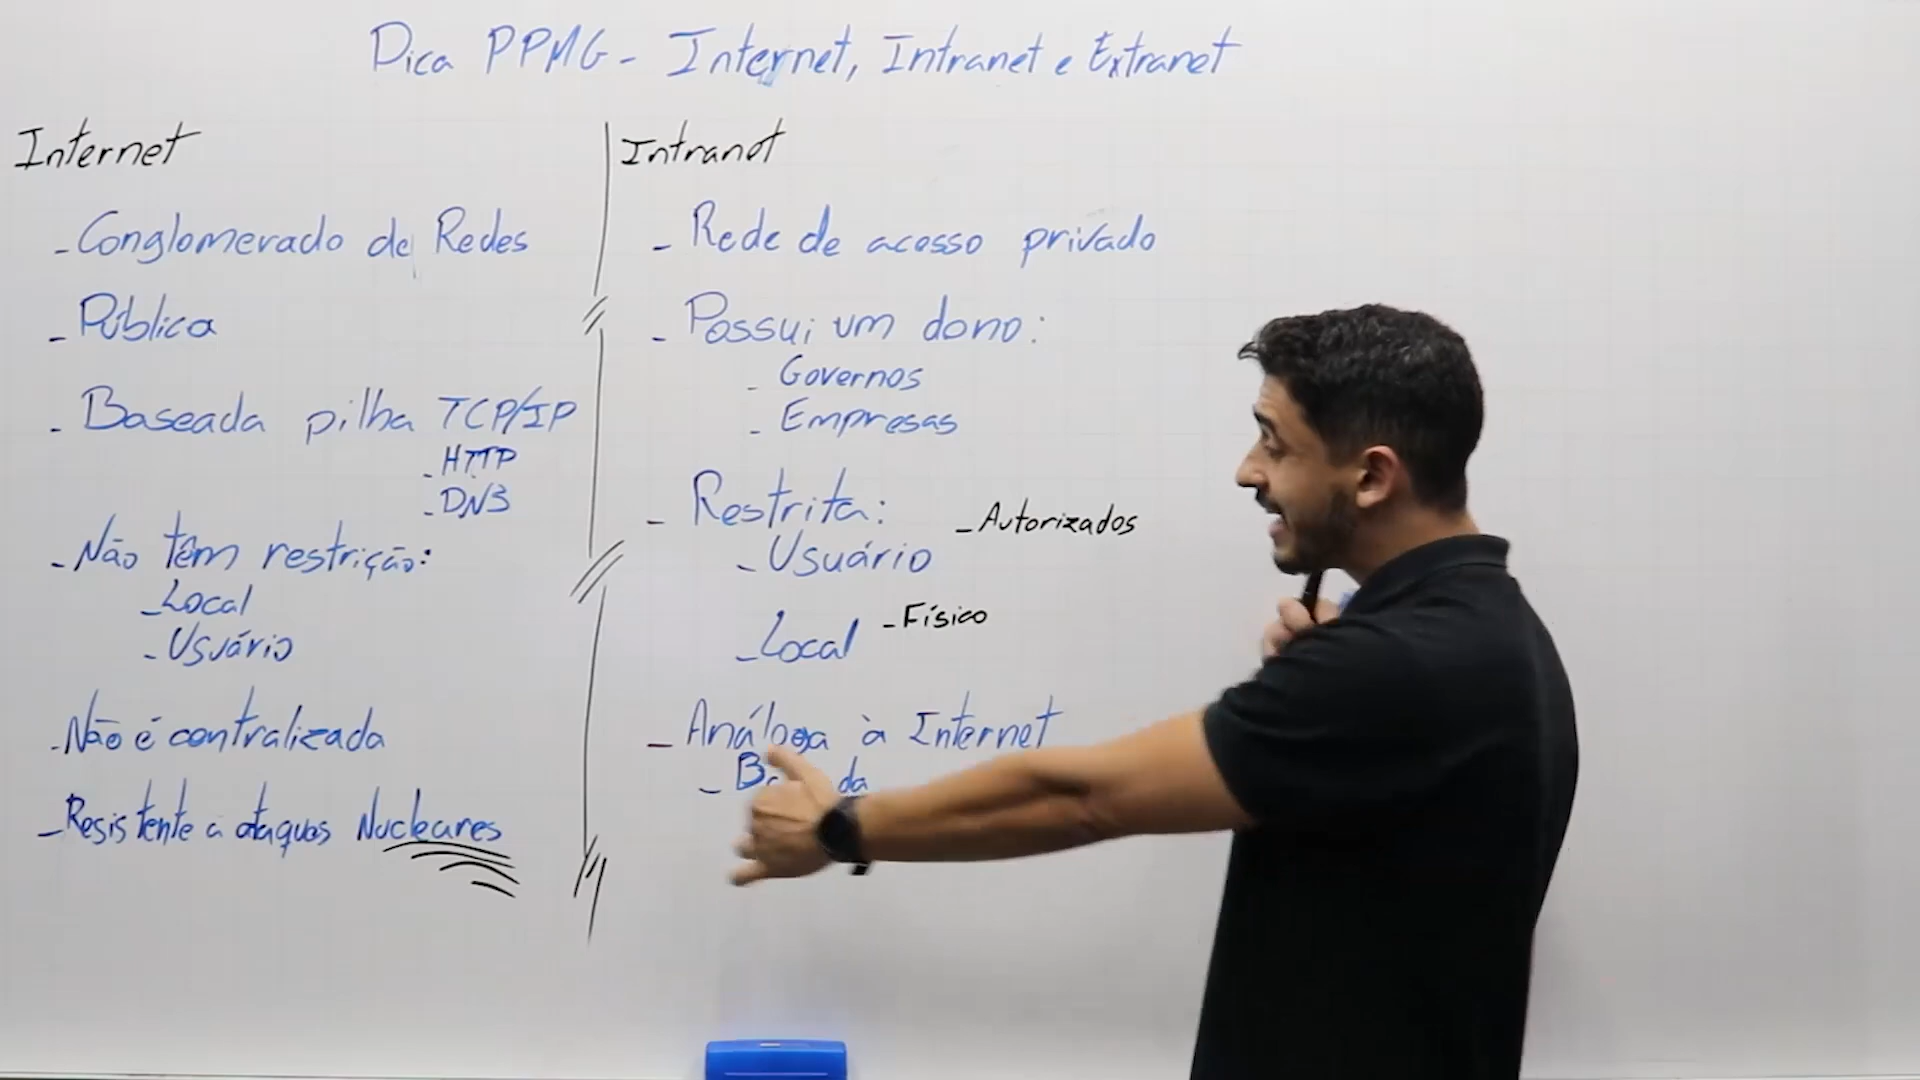 Dica PPMG - Internet, Intranet e Extranet
Internet
- Conglomerado de Redes
- Pública
- Baseada pilha TCP/IP
- HTTP
- DNS
- Não têm restrição:
- Local
- Usuário
- Não é centralizada
- Resistente a ataques Nucleares
Intranet
- Rede de acesso privado
- Possui um dono:
- Governos
- Empresas
- Restrita:
- Usuário - Autorizados
- Local - Físico
- Análoga à Internet